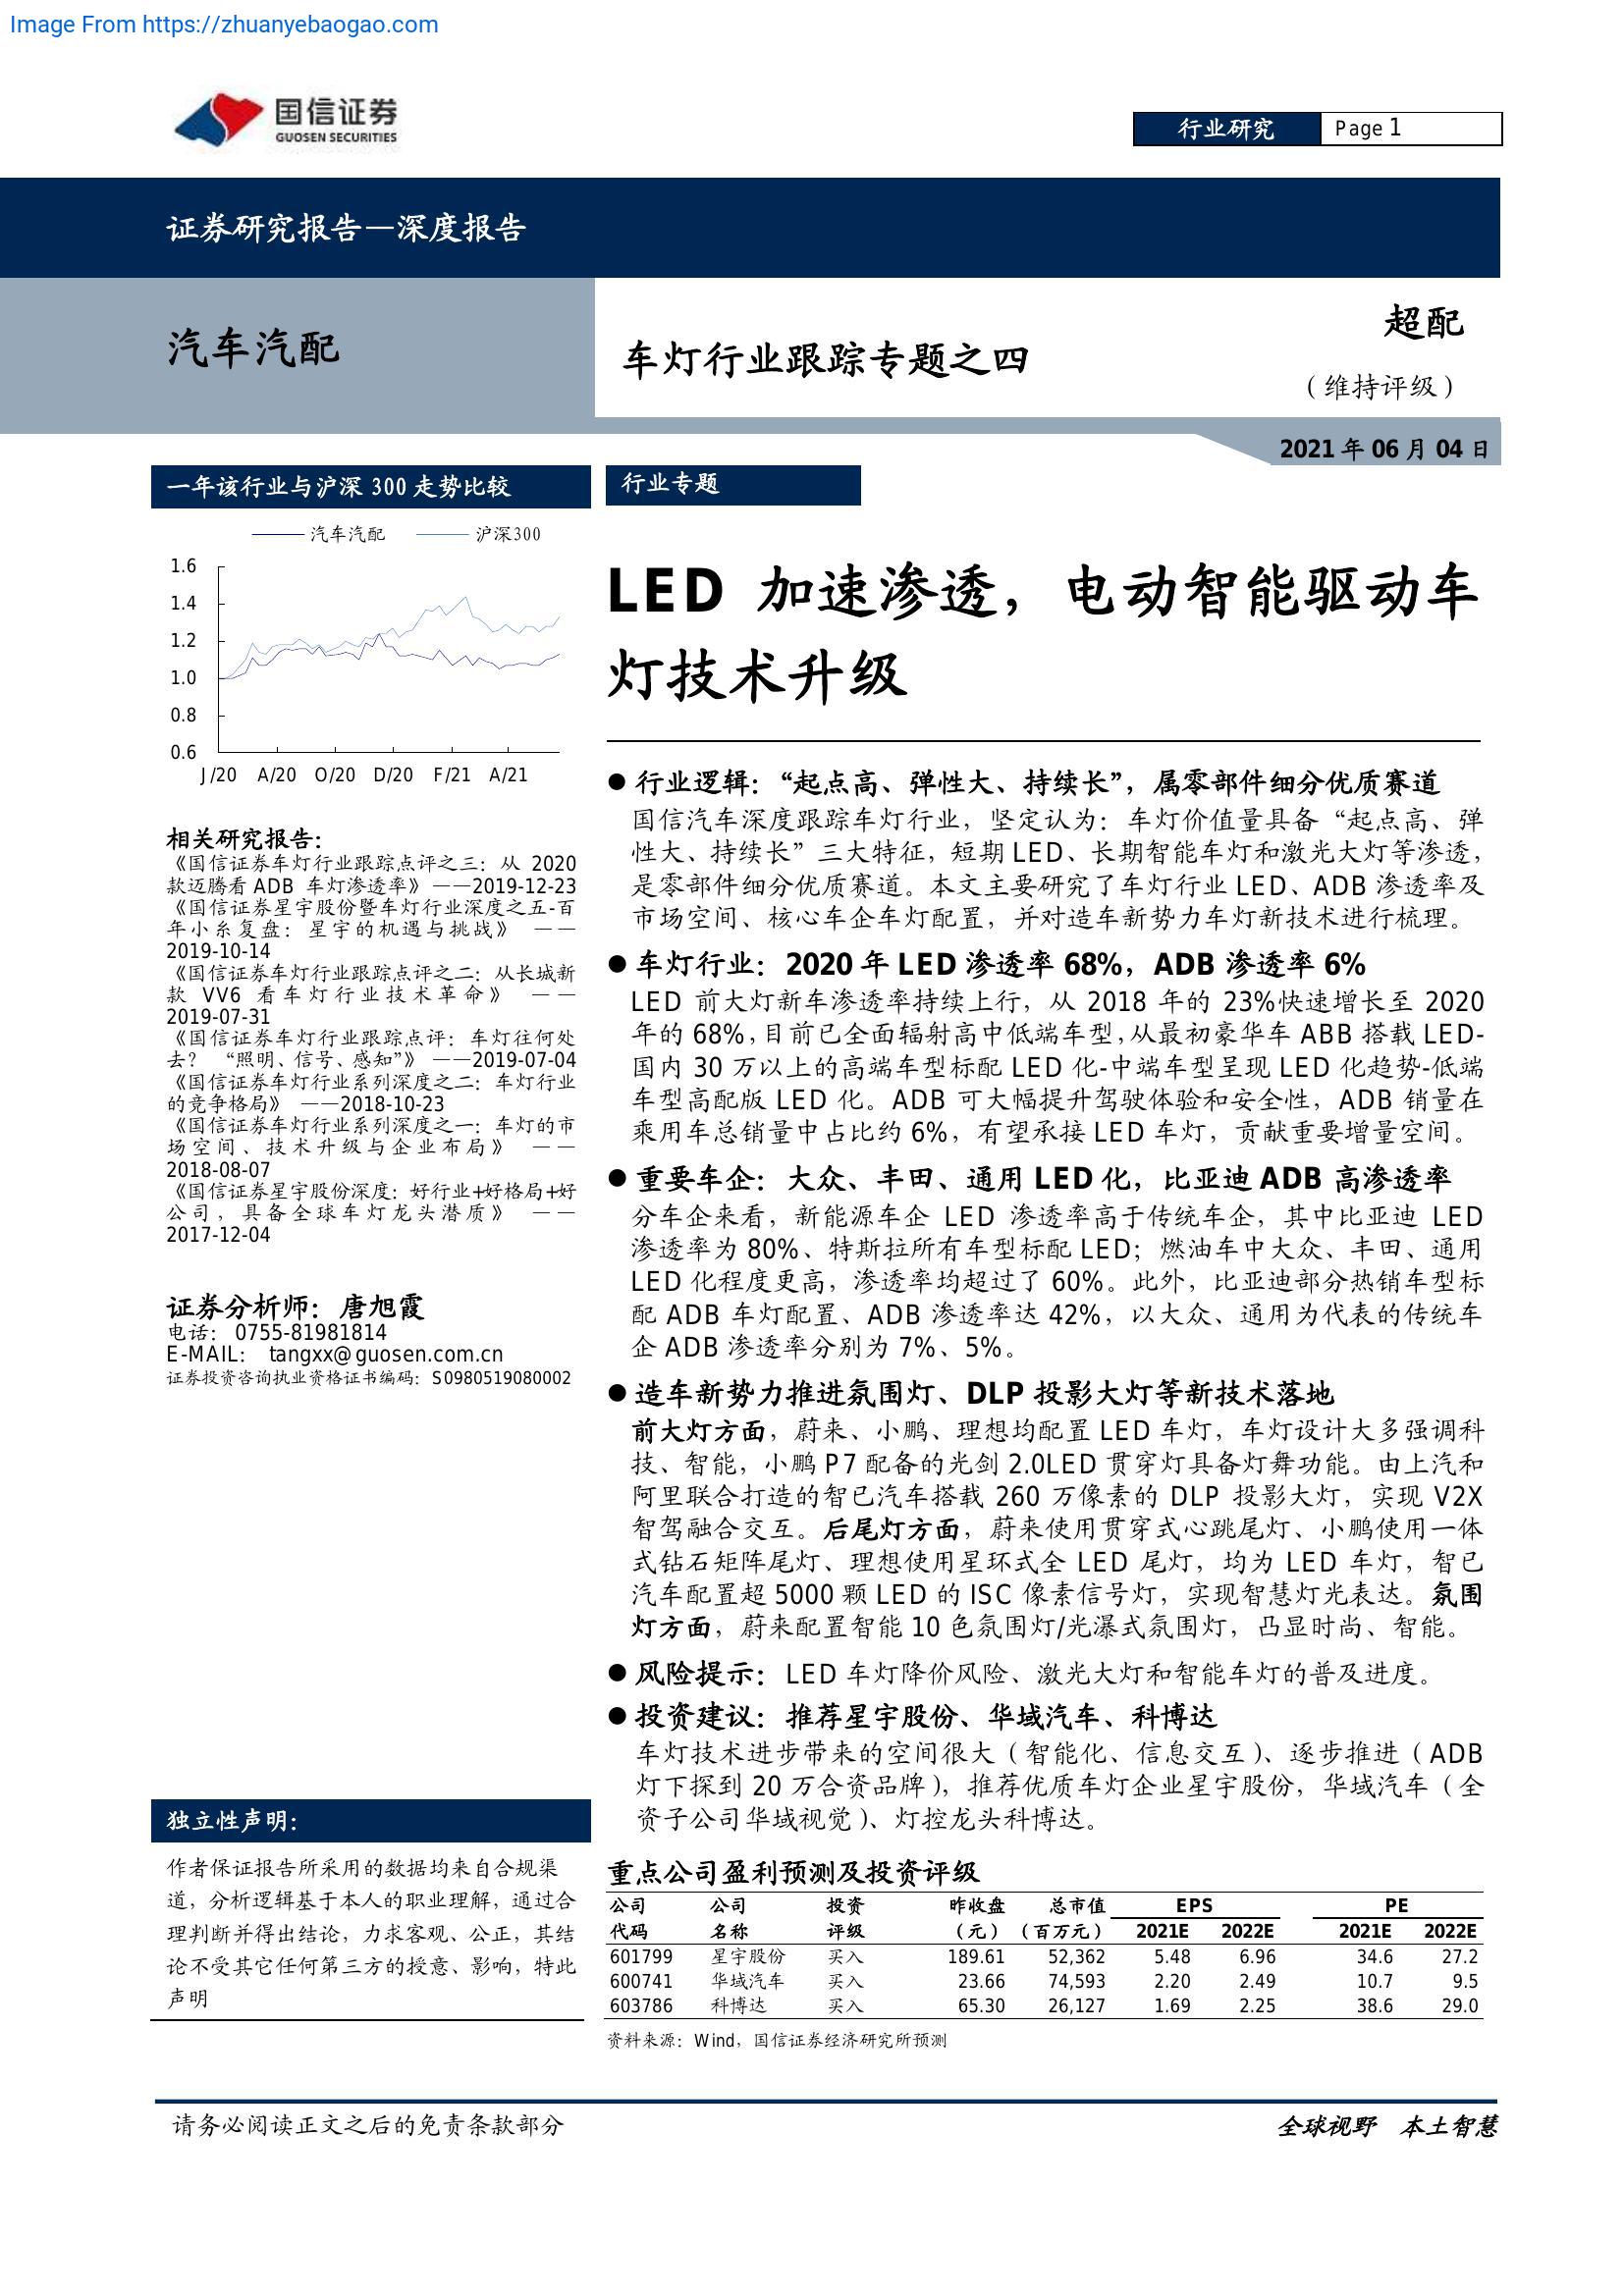 Image From https://zhuanyebaogao.com
国信证券
GUOSEN SECURITIES
行业研究
Page 1
证券研究报告—深度报告
汽车汽配
车灯行业跟踪专题之四
超配
（维持评级）
2021 年 06 月 04 日
一年该行业与沪深 300 走势比较
汽车汽配 沪深300
1.6
1.4
1.2
1.0
0.8
0.6
J/20 A/20 O/20 D/20 F/21 A/21
相关研究报告：
《国信证券车灯行业跟踪点评之三：从 2020
款迈腾看 ADB 车灯渗透率》 ——2019-12-23
《国信证券星宇股份暨车灯行业深度之五-百
年小糸复盘：星宇的机遇与挑战》 ——
2019-10-14
《国信证券车灯行业跟踪点评之二：从长城新
款 VV6 看车灯行业技术革命》 ——
2019-07-31
《国信证券车灯行业跟踪点评：车灯往何处
去？ “照明、信号、感知”》 ——2019-07-04
《国信证券车灯行业系列深度之二：车灯行业
的竞争格局》 ——2018-10-23
《国信证券车灯行业系列深度之一：车灯的市
场空间、技术升级与企业布局》 ——
2018-08-07
《国信证券星宇股份深度：好行业+好格局+好
公司，具备全球车灯龙头潜质》 ——
2017-12-04
证券分析师：唐旭霞
电话： 0755-81981814
E-MAIL： tangxx@guosen.com.cn
证券投资咨询执业资格证书编码：S0980519080002
独立性声明：
作者保证报告所采用的数据均来自合规渠
道，分析逻辑基于本人的职业理解，通过合
理判断并得出结论，力求客观、公正，其结
论不受其它任何第三方的授意、影响，特此
声明
行业专题
LED 加速渗透，电动智能驱动车
灯技术升级
● 行业逻辑：“起点高、弹性大、持续长”，属零部件细分优质赛道
国信汽车深度跟踪车灯行业，坚定认为：车灯价值量具备“起点高、弹
性大、持续长”三大特征，短期 LED、长期智能车灯和激光大灯等渗透，
是零部件细分优质赛道。本文主要研究了车灯行业 LED、ADB 渗透率及
市场空间、核心车企车灯配置，并对造车新势力车灯新技术进行梳理。
● 车灯行业：2020 年 LED 渗透率 68%，ADB 渗透率 6%
LED 前大灯新车渗透率持续上行，从 2018 年的 23%快速增长至 2020
年的 68%，目前已全面辐射高中低端车型，从最初豪华车 ABB 搭载 LED-
国内 30 万以上的高端车型标配 LED 化-中端车型呈现 LED 化趋势-低端
车型高配版 LED 化。ADB 可大幅提升驾驶体验和安全性，ADB 销量在
乘用车总销量中占比约 6%，有望承接 LED 车灯，贡献重要增量空间。
● 重要车企：大众、丰田、通用 LED 化，比亚迪 ADB 高渗透率
分车企来看，新能源车企 LED 渗透率高于传统车企，其中比亚迪 LED
渗透率为 80%、特斯拉所有车型标配 LED；燃油车中大众、丰田、通用
LED 化程度更高，渗透率均超过了 60%。此外，比亚迪部分热销车型标
配 ADB 车灯配置、ADB 渗透率达 42%，以大众、通用为代表的传统车
企 ADB 渗透率分别为 7%、5%。
● 造车新势力推进氛围灯、DLP 投影大灯等新技术落地
前大灯方面，蔚来、小鹏、理想均配置 LED 车灯，车灯设计大多强调科
技、智能，小鹏 P7 配备的光剑 2.0LED 贯穿灯具备灯舞功能。由上汽和
阿里联合打造的智己汽车搭载 260 万像素的 DLP 投影大灯，实现 V2X
智驾融合交互。后尾灯方面，蔚来使用贯穿式心跳尾灯、小鹏使用一体
式钻石矩阵尾灯、理想使用星环式全 LED 尾灯，均为 LED 车灯，智己
汽车配置超 5000 颗 LED 的 ISC 像素信号灯，实现智慧灯光表达。氛围
灯方面，蔚来配置智能 10 色氛围灯/光瀑式氛围灯，凸显时尚、智能。
● 风险提示：LED 车灯降价风险、激光大灯和智能车灯的普及进度。
● 投资建议：推荐星宇股份、华域汽车、科博达
车灯技术进步带来的空间很大（智能化、信息交互）、逐步推进（ADB
灯下探到 20 万合资品牌），推荐优质车灯企业星宇股份，华域汽车（全
资子公司华域视觉）、灯控龙头科博达。
重点公司盈利预测及投资评级
公司 公司 投资 昨收盘 总市值 EPS PE
代码 名称 评级 （元） （百万元） 2021E 2022E 2021E 2022E
601799 星宇股份 买入 189.61 52,362 5.48 6.96 34.6 27.2
600741 华域汽车 买入 23.66 74,593 2.20 2.49 10.7 9.5
603786 科博达 买入 65.30 26,127 1.69 2.25 38.6 29.0
资料来源：Wind，国信证券经济研究所预测
请务必阅读正文之后的免责条款部分
全球视野 本土智慧